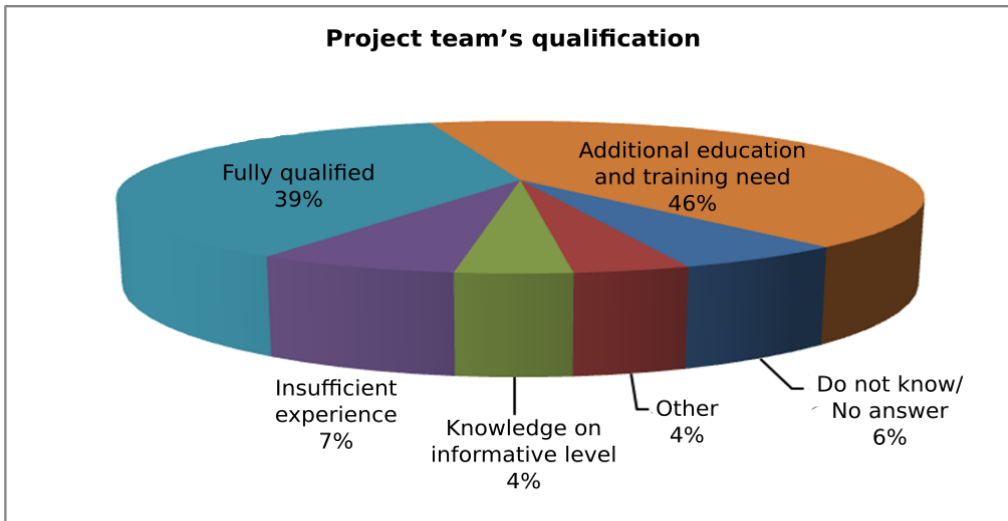 Project team’s qualification
Fully qualified
39%
Additional education
and training need
46%
Insufficient
experience
7%
Knowledge on
informative level
4%
Other
4%
Do not know/
No answer
6%